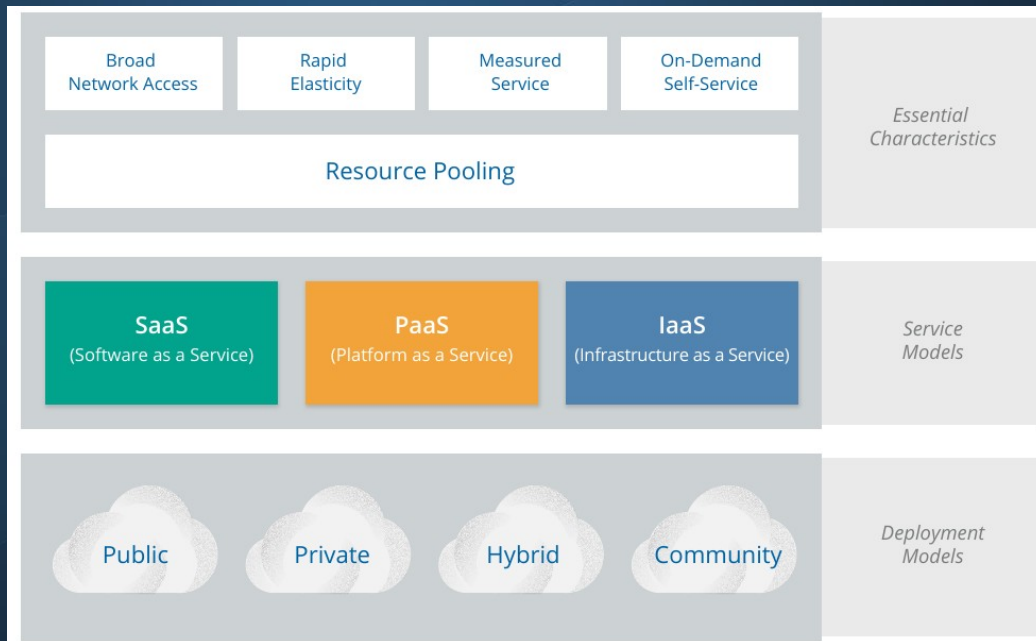 Broad
Network Access
Rapid
Elasticity
Measured
Service
On-Demand
Self-Service
Resource Pooling
Essential
Characteristics
SaaS
(Software as a Service)
PaaS
(Platform as a Service)
IaaS
(Infrastructure as a Service)
Service
Models
Public
Private
Hybrid
Community
Deployment
Models